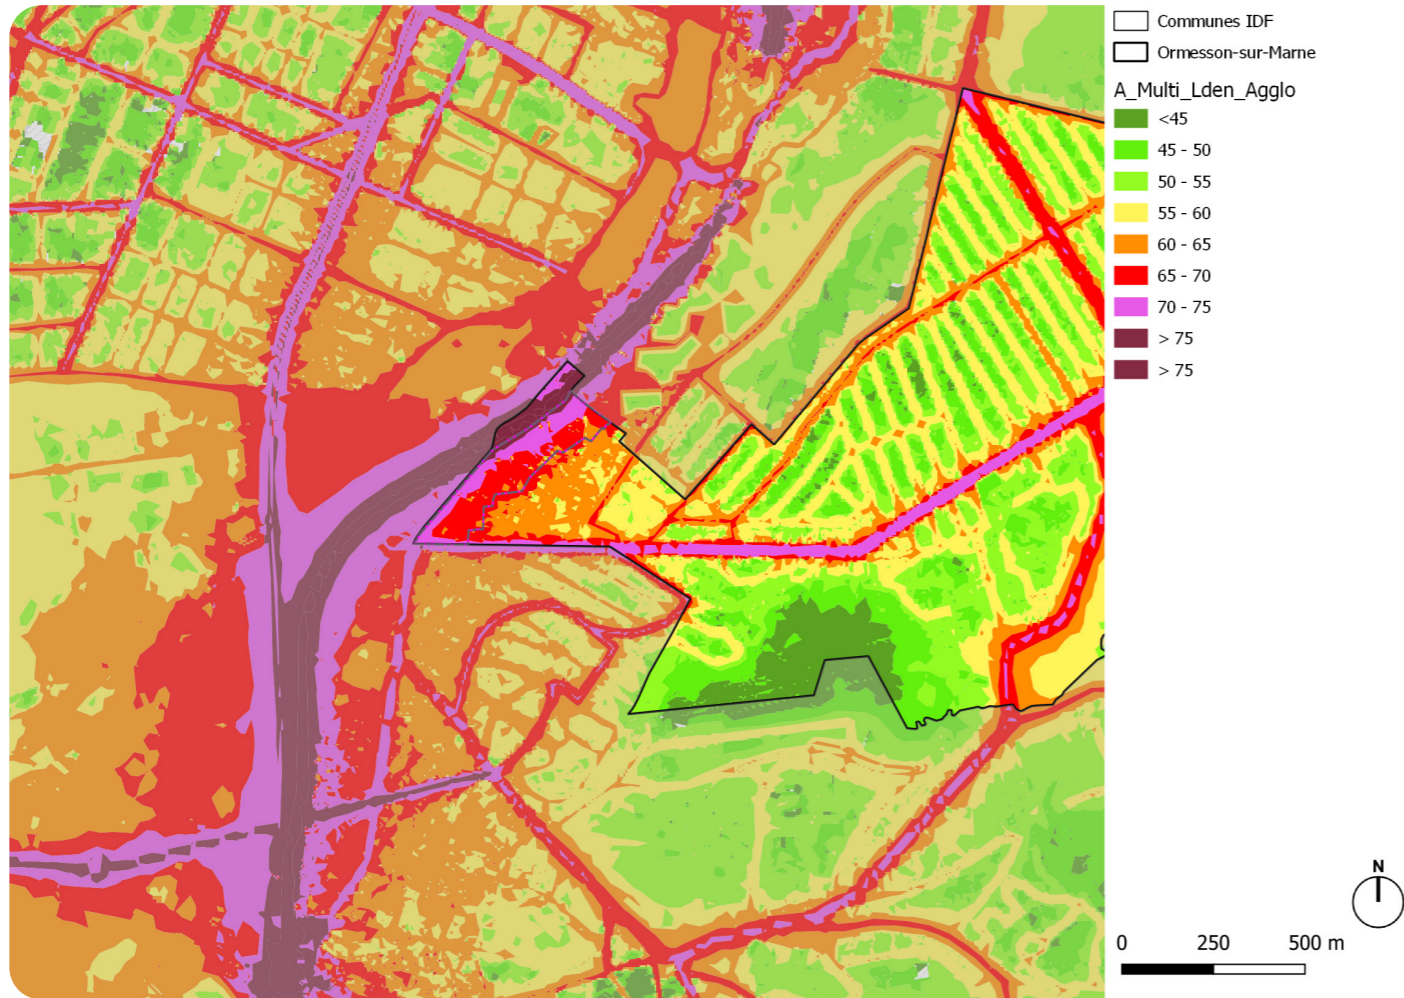 Communes IDF
Ormesson-sur-Marne
A_Multi_Lden_Agglo
<45
45 - 50
50 - 55
55 - 60
60 - 65
65 - 70
70 - 75
> 75
> 75
N
0 250 500 m